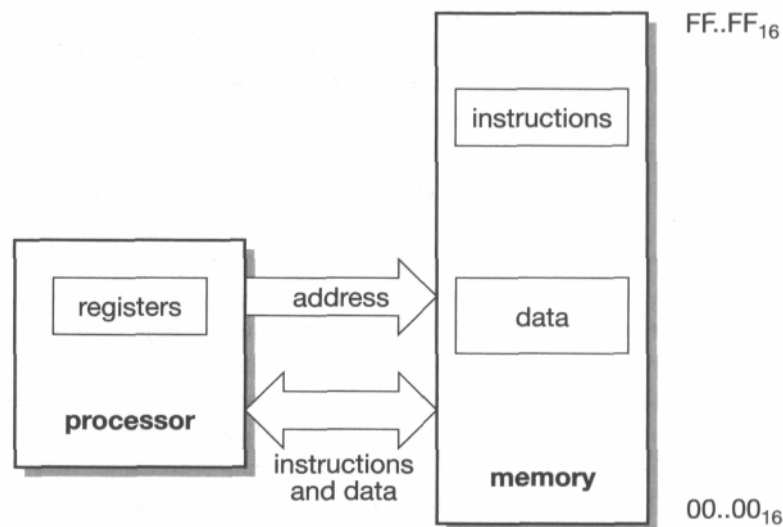 FF..FF16
instructions
registers
address
data
processor
instructions
and data
memory
00..0016